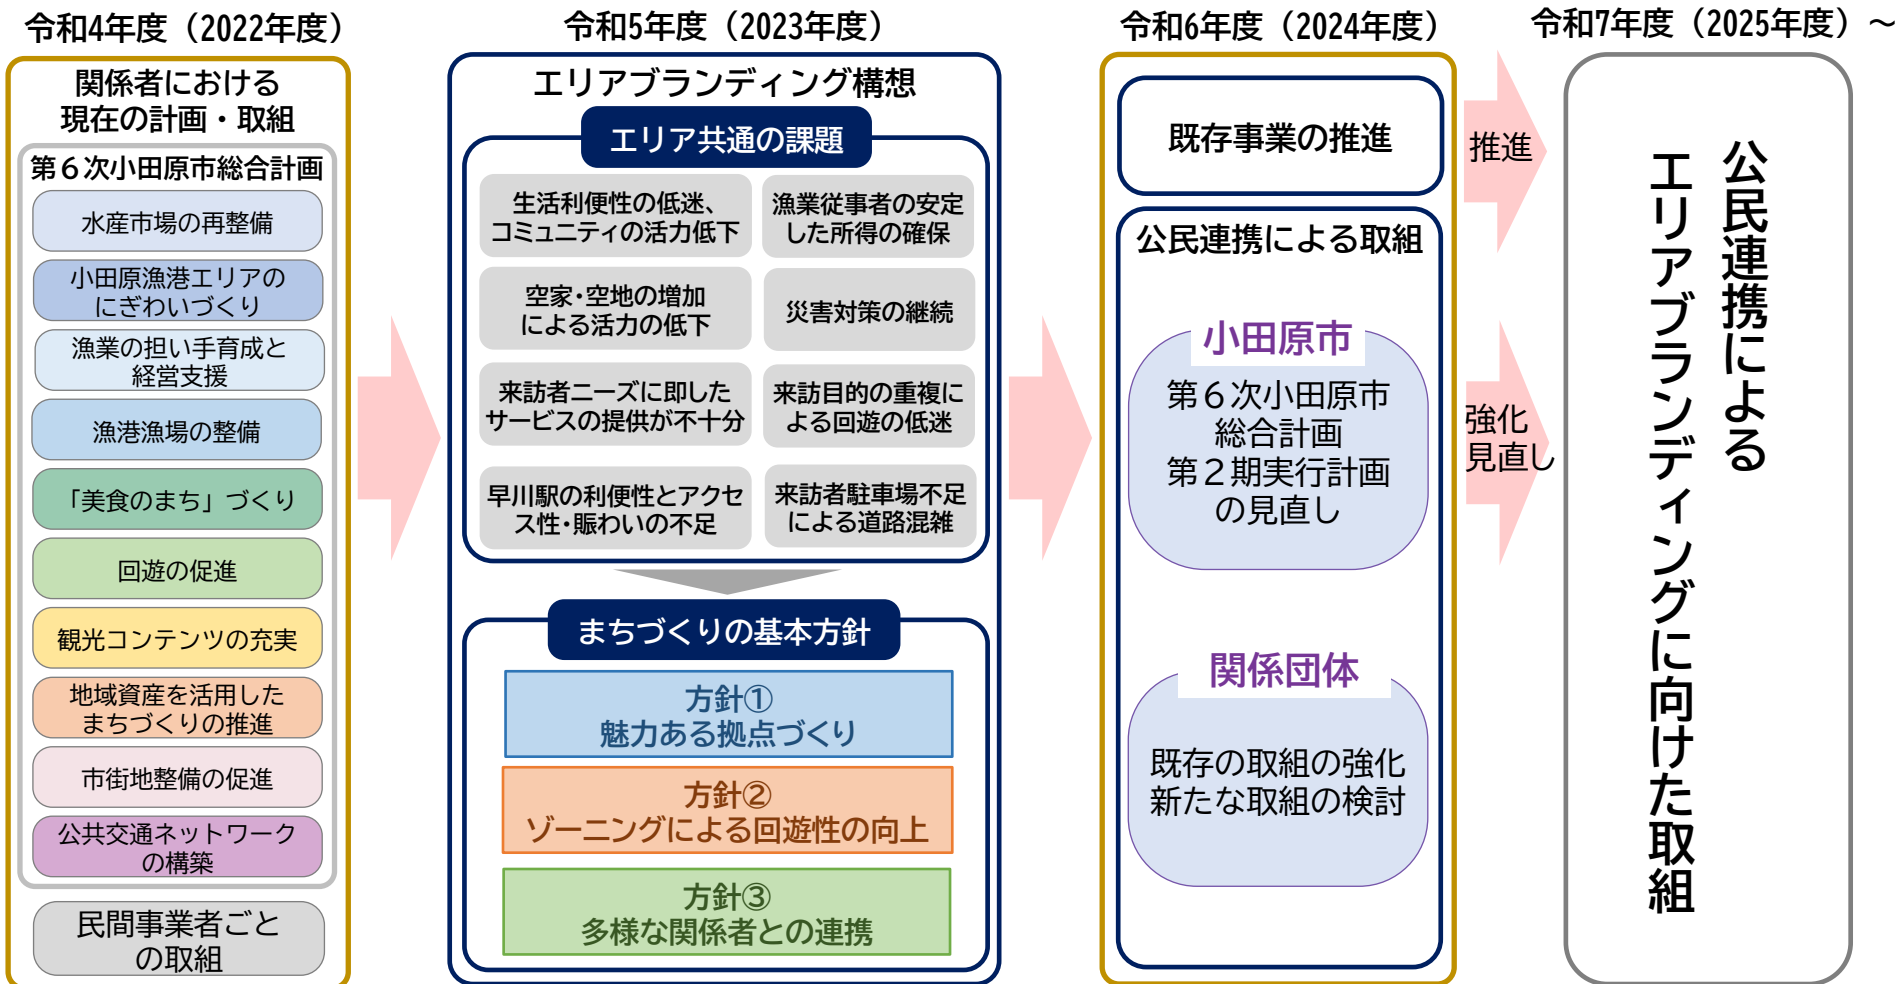 令和4年度（2022年度）
関係者における
現在の計画・取組
第６次小田原市総合計画
水産市場の再整備
小田原漁港エリアの
にぎわいづくり
漁業の担い手育成と
経営支援
漁港漁場の整備
「美食のまち」づくり
回遊の促進
観光コンテンツの充実
地域資産を活用した
まちづくりの推進
市街地整備の促進
公共交通ネットワーク
の構築
民間事業者ごと
の取組
令和5年度（2023年度）
エリアブランディング構想
エリア共通の課題
生活利便性の低迷、
コミュニティの活力低下
漁業従事者の安定
した所得の確保
空家・空地の増加
による活力の低下
災害対策の継続
来訪者ニーズに即した
サービスの提供が不十分
来訪目的の重複に
よる回遊の低迷
早川駅の利便性とアクセ
ス性・賑わいの不足
来訪者駐車場不足
による道路混雑
まちづくりの基本方針
方針①
魅力ある拠点づくり
方針②
ゾーニングによる回遊性の向上
方針③
多様な関係者との連携
令和6年度（2024年度）
既存事業の推進
公民連携による取組
小田原市
第６次小田原市
総合計画
第２期実行計画
の見直し
関係団体
既存の取組の強化
新たな取組の検討
推進
強化
見直し
令和7年度（2025年度）～
公民連携による
エリアブランディングに向けた取組